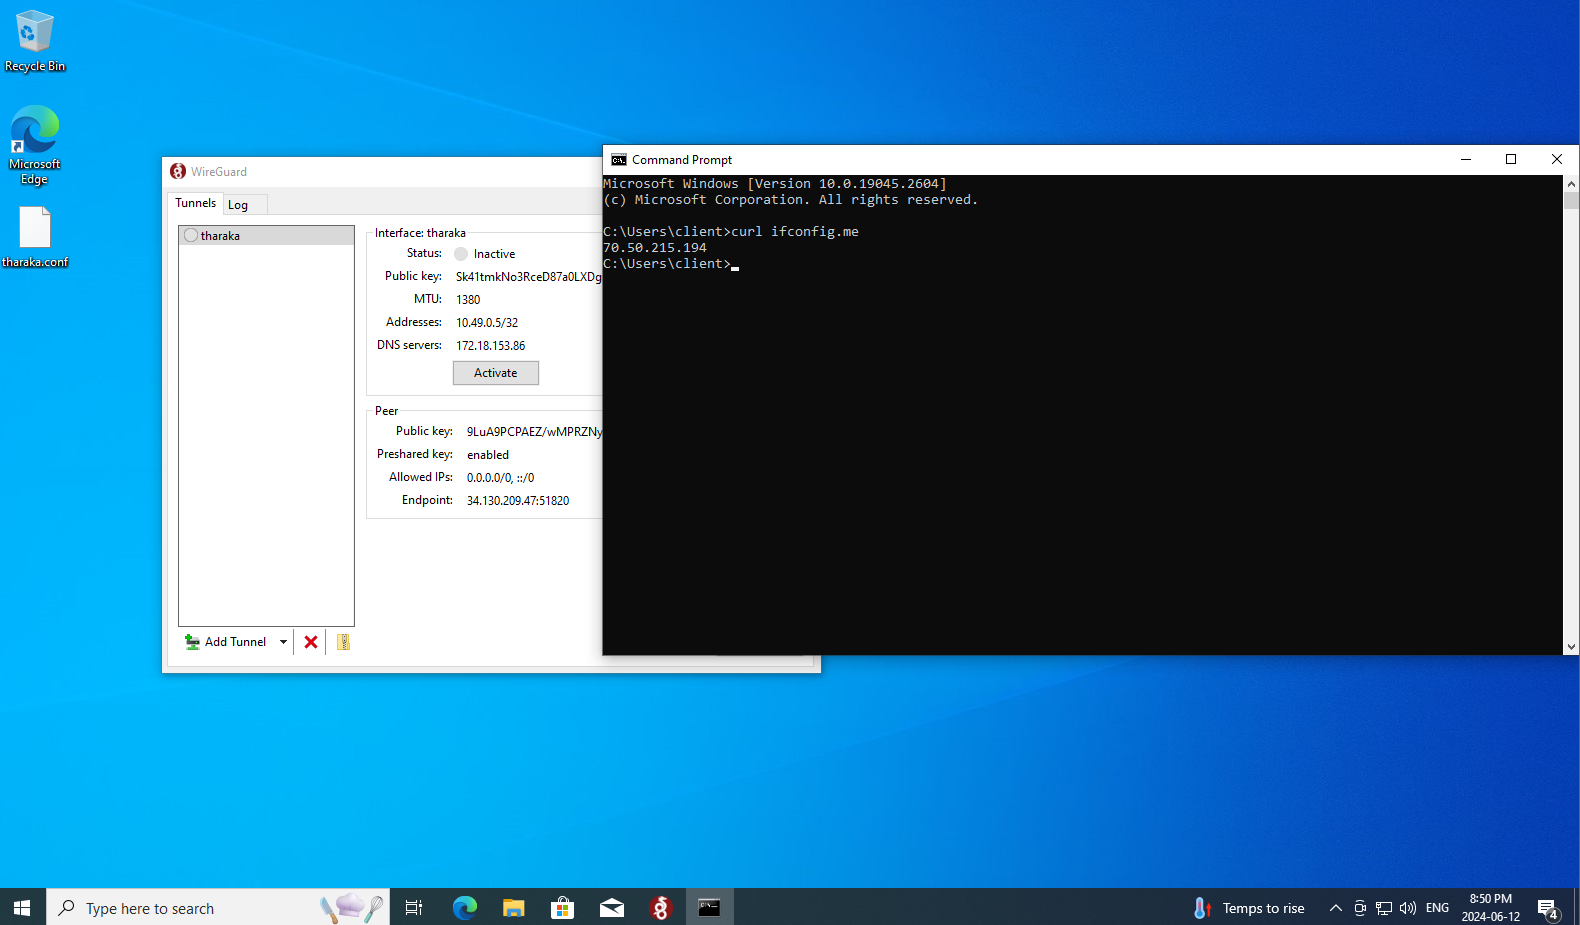 Recycle Bin
Microsoft
Edge
tharaka.conf
WireGuard
Tunnels
Log
tharaka
Interface: tharaka
Status: Inactive
Public key: Sk41tmkNo3RceD87a0LXDg
MTU: 1380
Addresses: 10.49.0.5/32
DNS servers: 172.18.153.86
Activate
Peer
Public key: 9LuA9PCPAEZ/wMPRZNy
Preshared key: enabled
Allowed IPs: 0.0.0.0/0, ::/0
Endpoint: 34.130.209.47:51820
Add Tunnel
Command Prompt
Microsoft Windows [Version 10.0.19045.2604]
(c) Microsoft Corporation. All rights reserved.
C:\Users\client>curl ifconfig.me
70.50.215.194
C:\Users\client>
Type here to search
Temps to rise
ENG
8:50 PM
2024-06-12
4